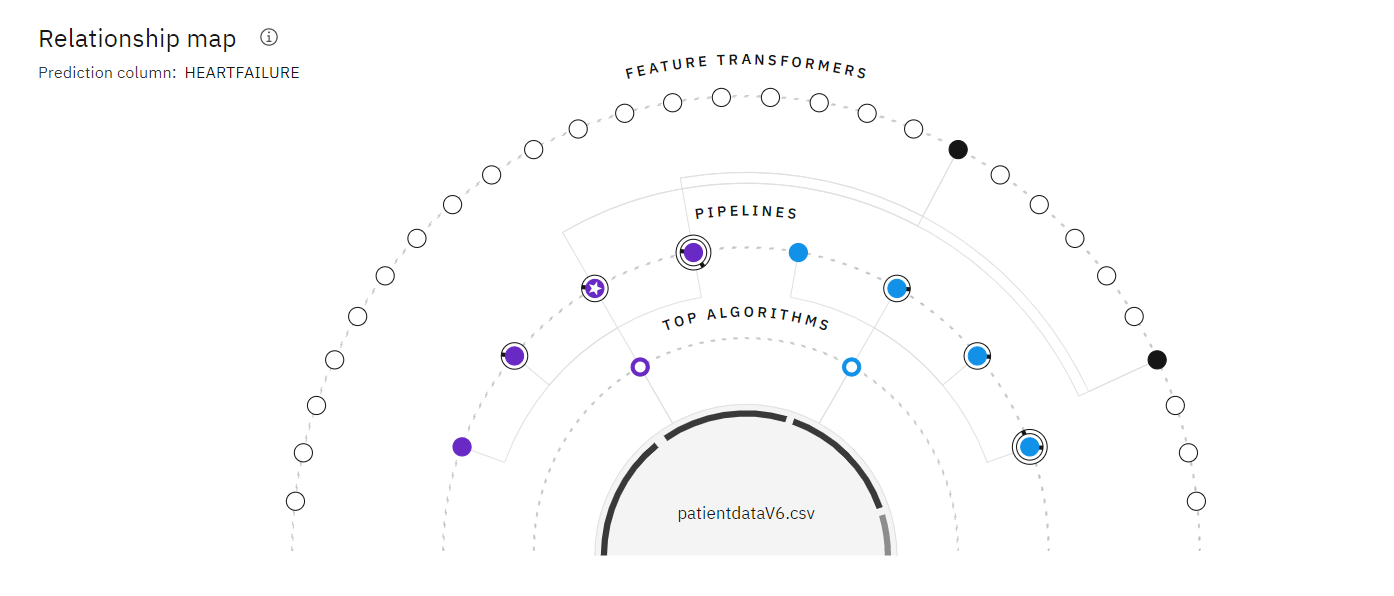 Relationship map
Prediction column: HEARTFAILURE
FEATURE TRANSFORMERS
PIPELINES
TOP ALGORITHMS
patientdataV6.csv